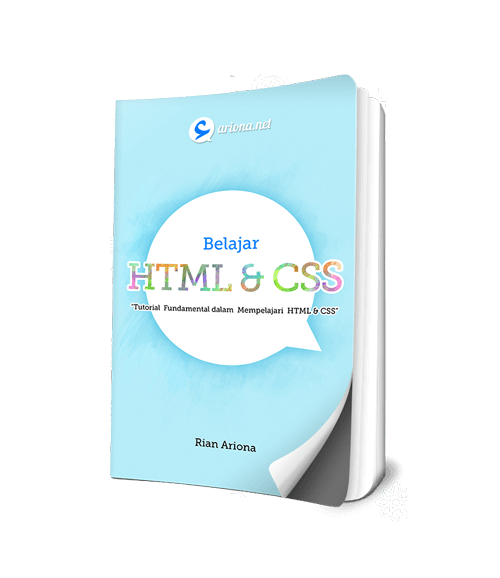 ariona.net
Belajar
HTML & CSS
"Tutorial Fundamental dalam Mempelajari HTML & CSS"
Rian Ariona